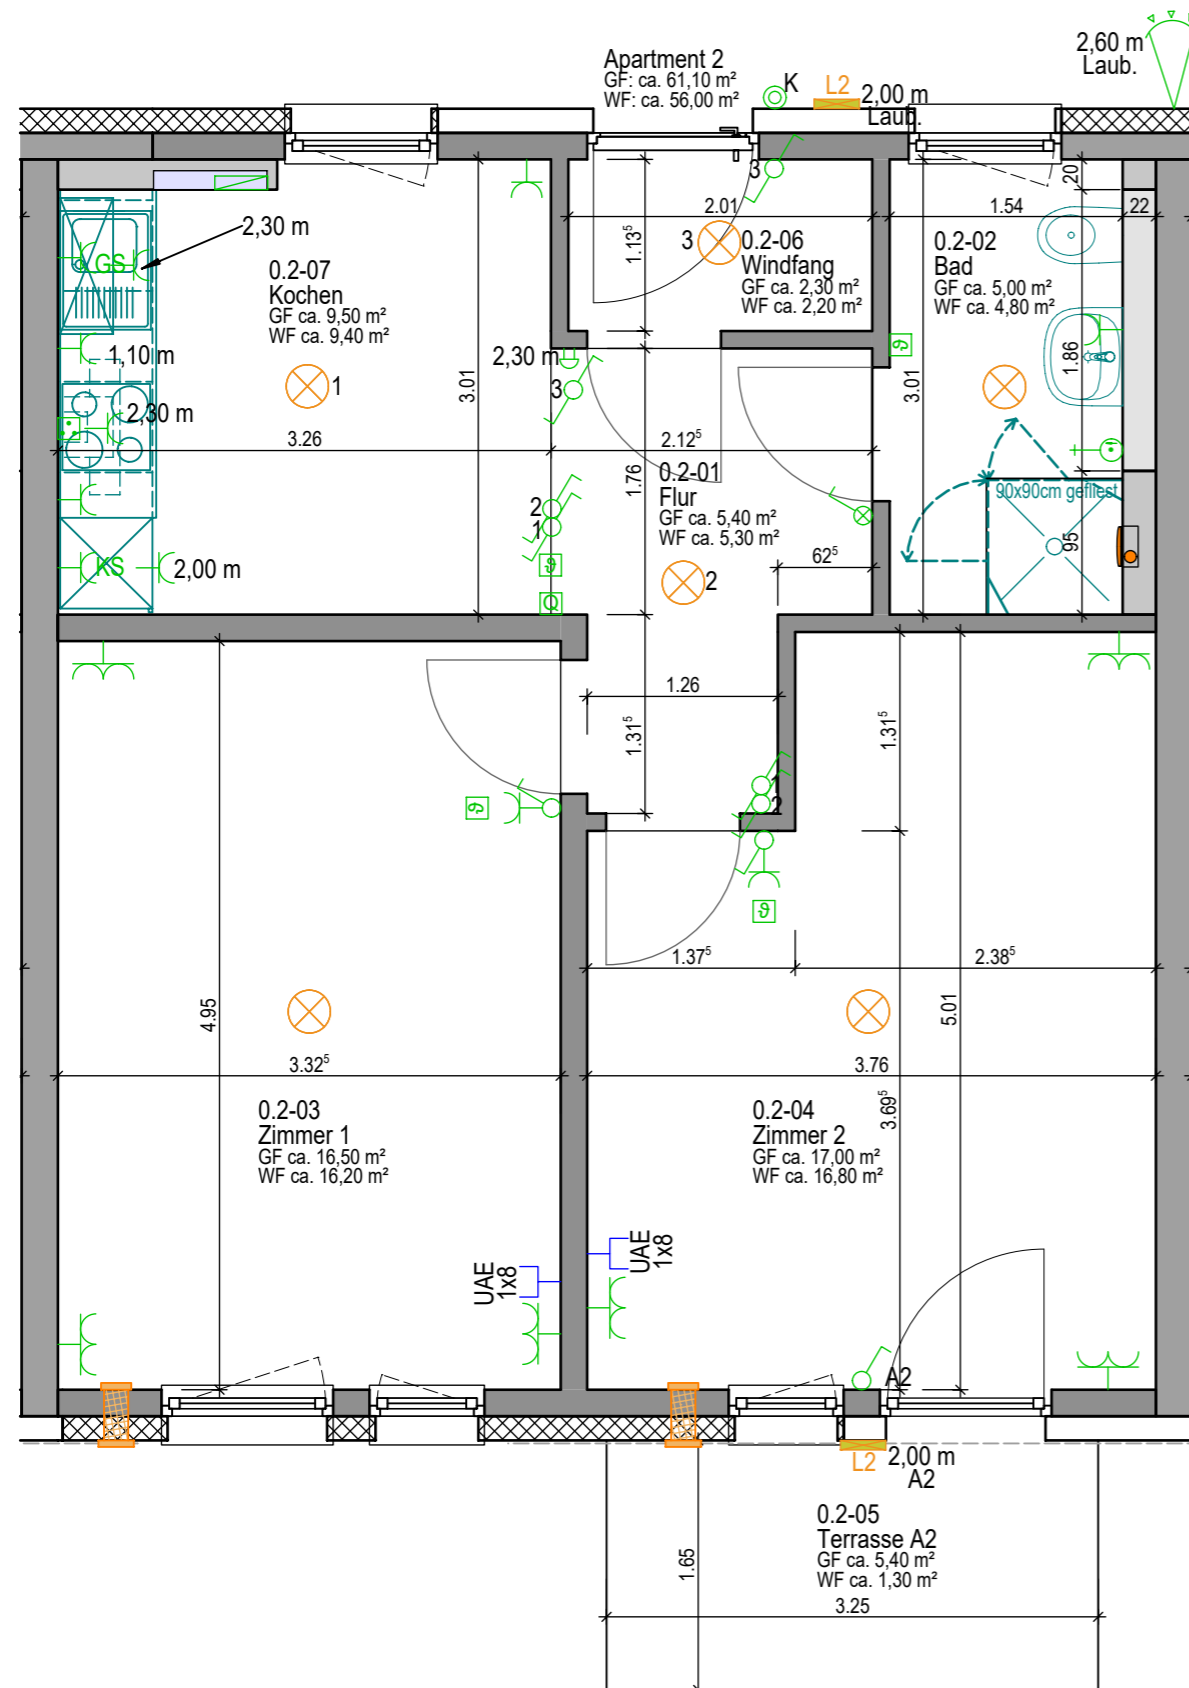 Apartment 2
GF: ca. 61,10 m²
WF: ca. 56,00 m²
K
L2
2,00 m
Laub.
2,60 m
Laub.
3
20
2.01
1.54
22
2,30 m
GS
0.2-07
Kochen
GF ca. 9,50 m²
WF ca. 9,40 m²
1.13⁵
3
0.2-06
Windfang
GF ca. 2,30 m²
WF ca. 2,20 m²
0.2-02
Bad
GF ca. 5,00 m²
WF ca. 4,80 m²
1,10 m
2,30 m
ϑ
1.86
1
3
3.01
3.01
2,30 m
3.26
2.12⁵
0.2-01
Flur
GF ca. 5,40 m²
WF ca. 5,30 m²
1.76
90x90cm gefliest
2
1
95
KS
2,00 m
ϑ
Q
2
62⁵
1.26
1.31⁵
1.31⁵
1
2
ϑ
ϑ
1.37⁵
2.38⁵
4.95
5.01
3.32⁵
3.76
3.69⁵
0.2-03
Zimmer 1
GF ca. 16,50 m²
WF ca. 16,20 m²
0.2-04
Zimmer 2
GF ca. 17,00 m²
WF ca. 16,80 m²
UAE
1x8
UAE
1x8
A2
L2
2,00 m
A2
0.2-05
Terrasse A2
GF ca. 5,40 m²
WF ca. 1,30 m²
1.65
3.25